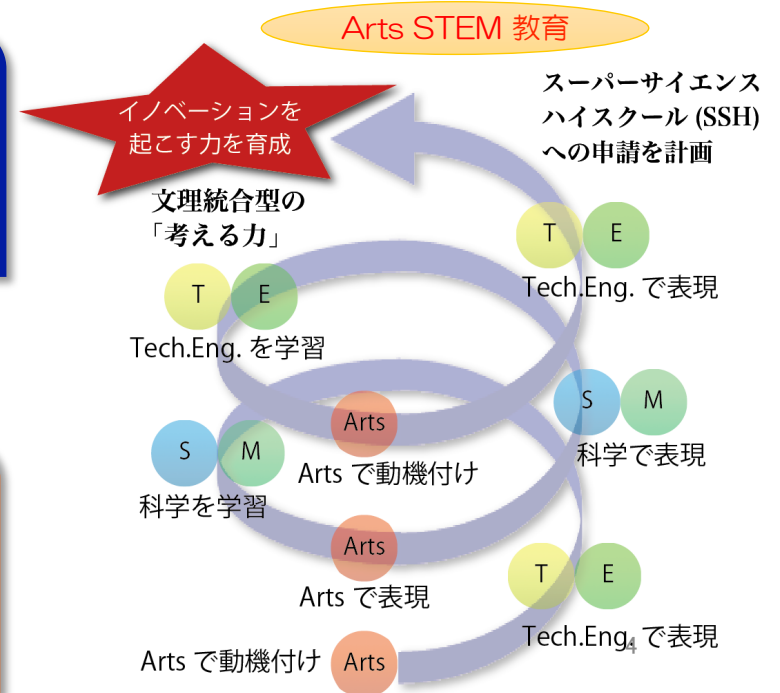 Arts STEM 教育
スーパーサイエンス
ハイスクール (SSH)
への申請を計画
イノベーションを
起こす力を育成
文理統合型の
「考える力」
T E
Tech.Eng. で表現
T E
Tech.Eng. を学習
S M
科学で表現
Arts
Arts で動機付け
S M
科学を学習
Arts
Arts で表現
T E
Tech.Eng. で表現
4
Arts で動機付け Arts